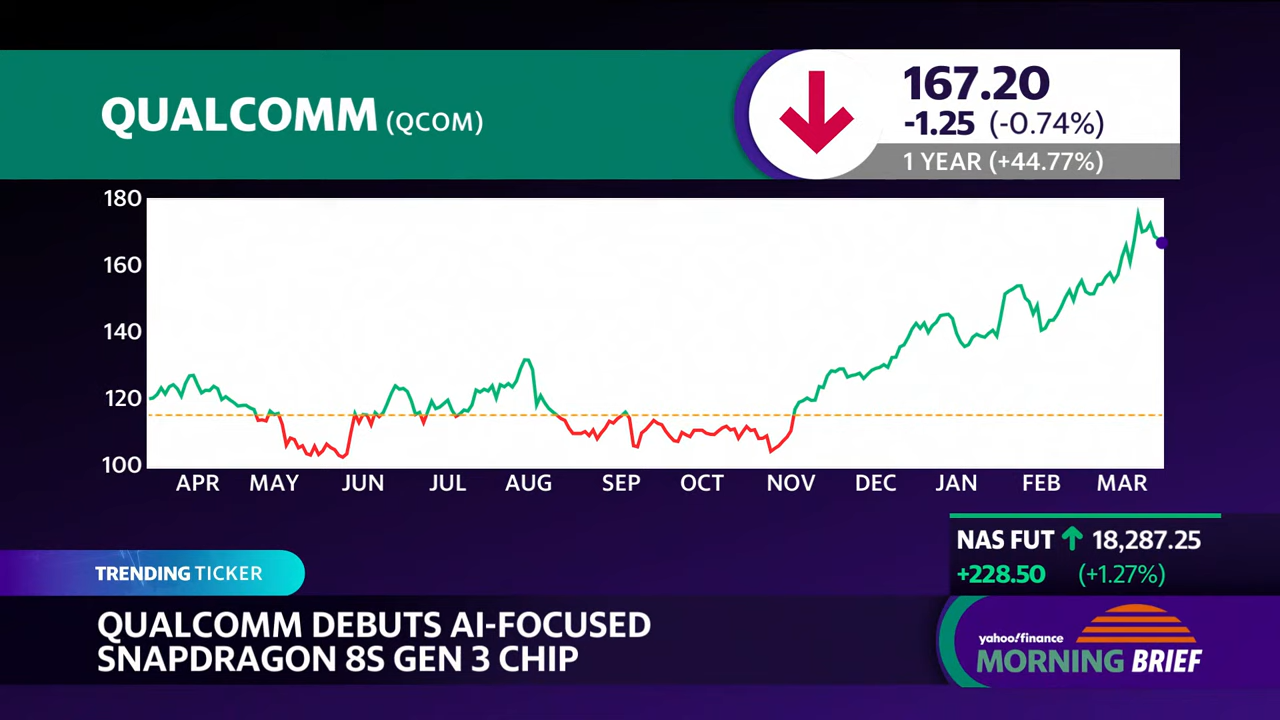 QUALCOMM (QCOM)
167.20
-1.25 (-0.74%)
1 YEAR (+44.77%)
180
160
140
120
100
APR MAY JUN JUL AUG SEP OCT NOV DEC JAN FEB MAR
NAS FUT 18,287.25
+228.50 (+1.27%)
TRENDING TICKER
QUALCOMM DEBUTS AI-FOCUSED
SNAPDRAGON 8S GEN 3 CHIP
yahoo!finance
MORNING BRIEF